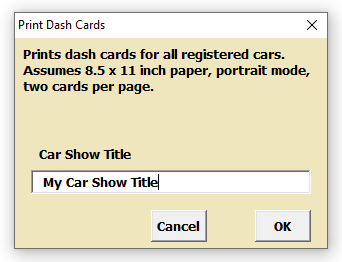 Print Dash Cards
Prints dash cards for all registered cars.
Assumes 8.5 x 11 inch paper, portrait mode,
two cards per page.
Car Show Title
My Car Show Title
Cancel
OK